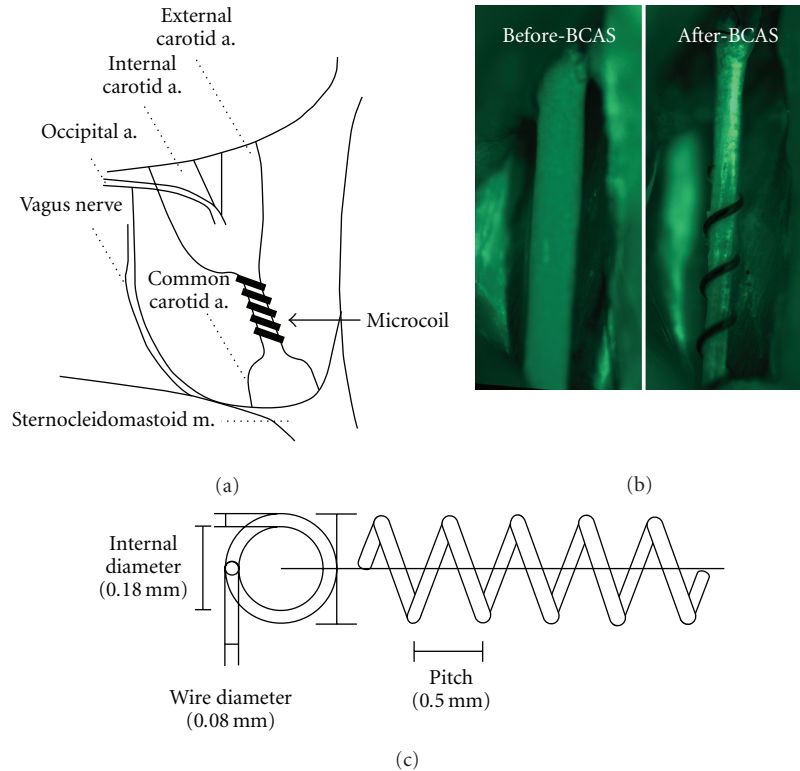 External
carotid a.
Internal
carotid a.
Occipital a.
Vagus nerve
Common
carotid a.
Microcoil
Sternocleidomastoid m.
(a)
Before-BCAS
After-BCAS
(b)
Internal
diameter
(0.18 mm)
Wire diameter
(0.08 mm)
Pitch
(0.5 mm)
(c)